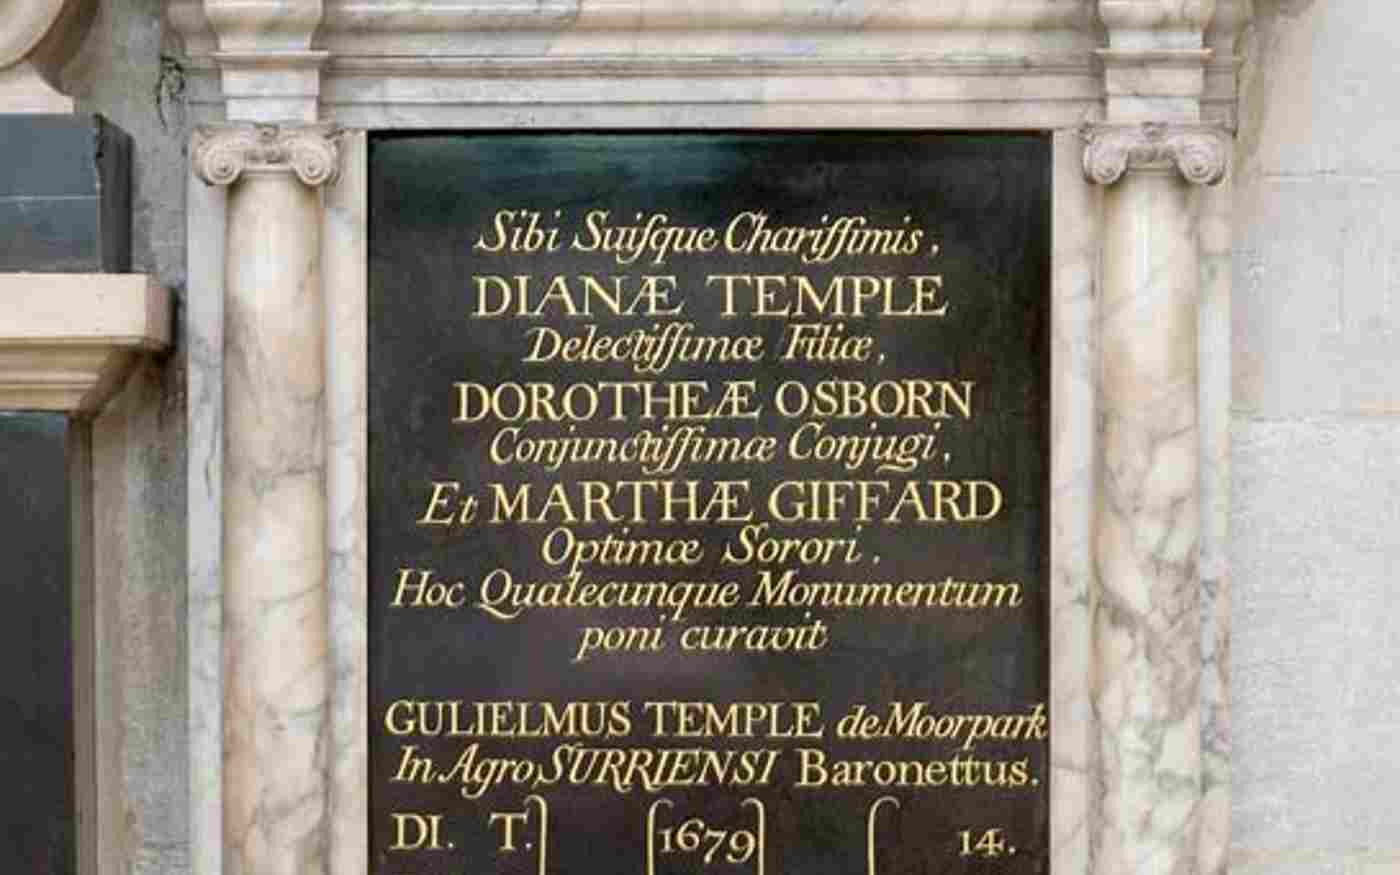 Sibi Suiſque Chariſſimis,
DIANÆ TEMPLE
Delectiſſimæ Filiæ,
DOROTHEÆ OSBORN
Conjunctiſſimæ Conjugi,
Et MARTHÆ GIFFARD
Optimæ Sorori.
Hoc Qualecunque Monumentum
poni curavit
GULIELMUS TEMPLE de Moorpark
In Agro SURRIENSI Baronettus.
DI. T. 1679 14.